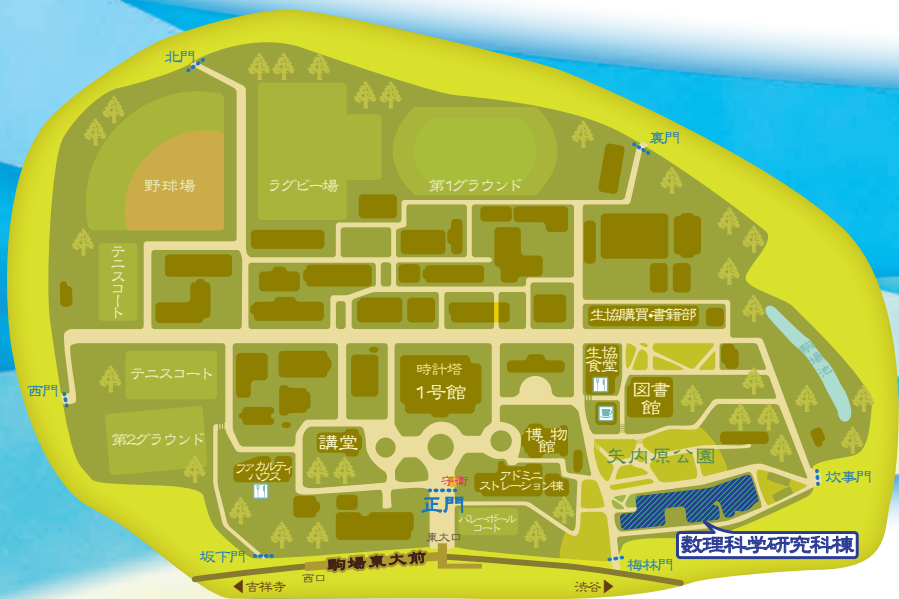 北門
裏門
野球場
ラグビー場
第1グラウンド
テニスコート
生協購買・書籍部
駒場池
時計塔
1号館
生協
食堂
テニスコート
西門
図書
館
第2グラウンド
講堂
博物
館
矢内原公園
ファカルティ
ハウス
アドミニ
ストレーション棟
炊事門
守衛
正門
バレーボール
コート
東大口
数理科学研究科棟
坂下門
駒場東大前
梅林門
西口
吉祥寺
渋谷